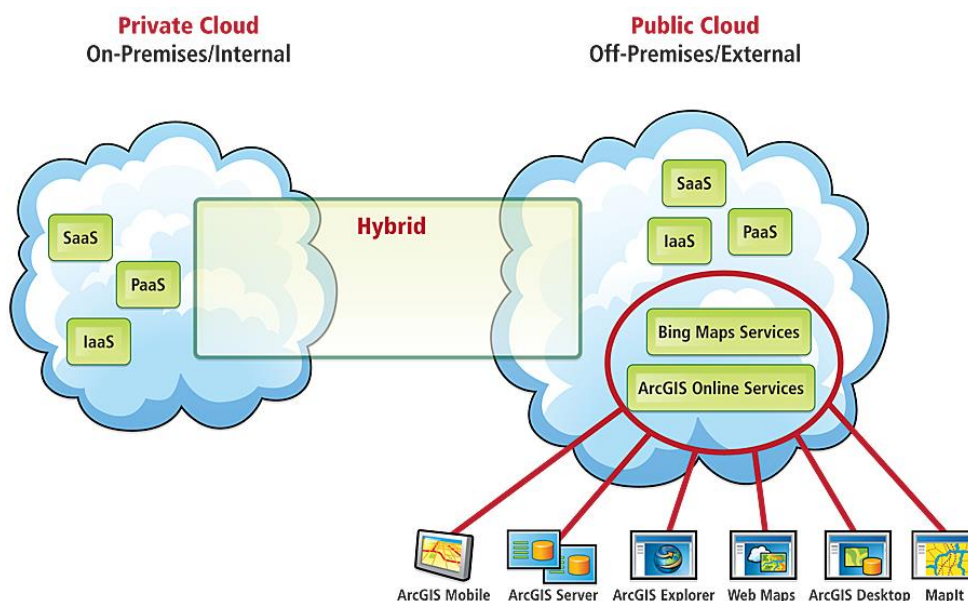 Private Cloud
On-Premises/Internal
Public Cloud
Off-Premises/External
SaaS
PaaS
IaaS
Hybrid
SaaS
IaaS
PaaS
Bing Maps Services
ArcGIS Online Services
ArcGIS Mobile
ArcGIS Server
ArcGIS Explorer
Web Maps
ArcGIS Desktop
MapIt